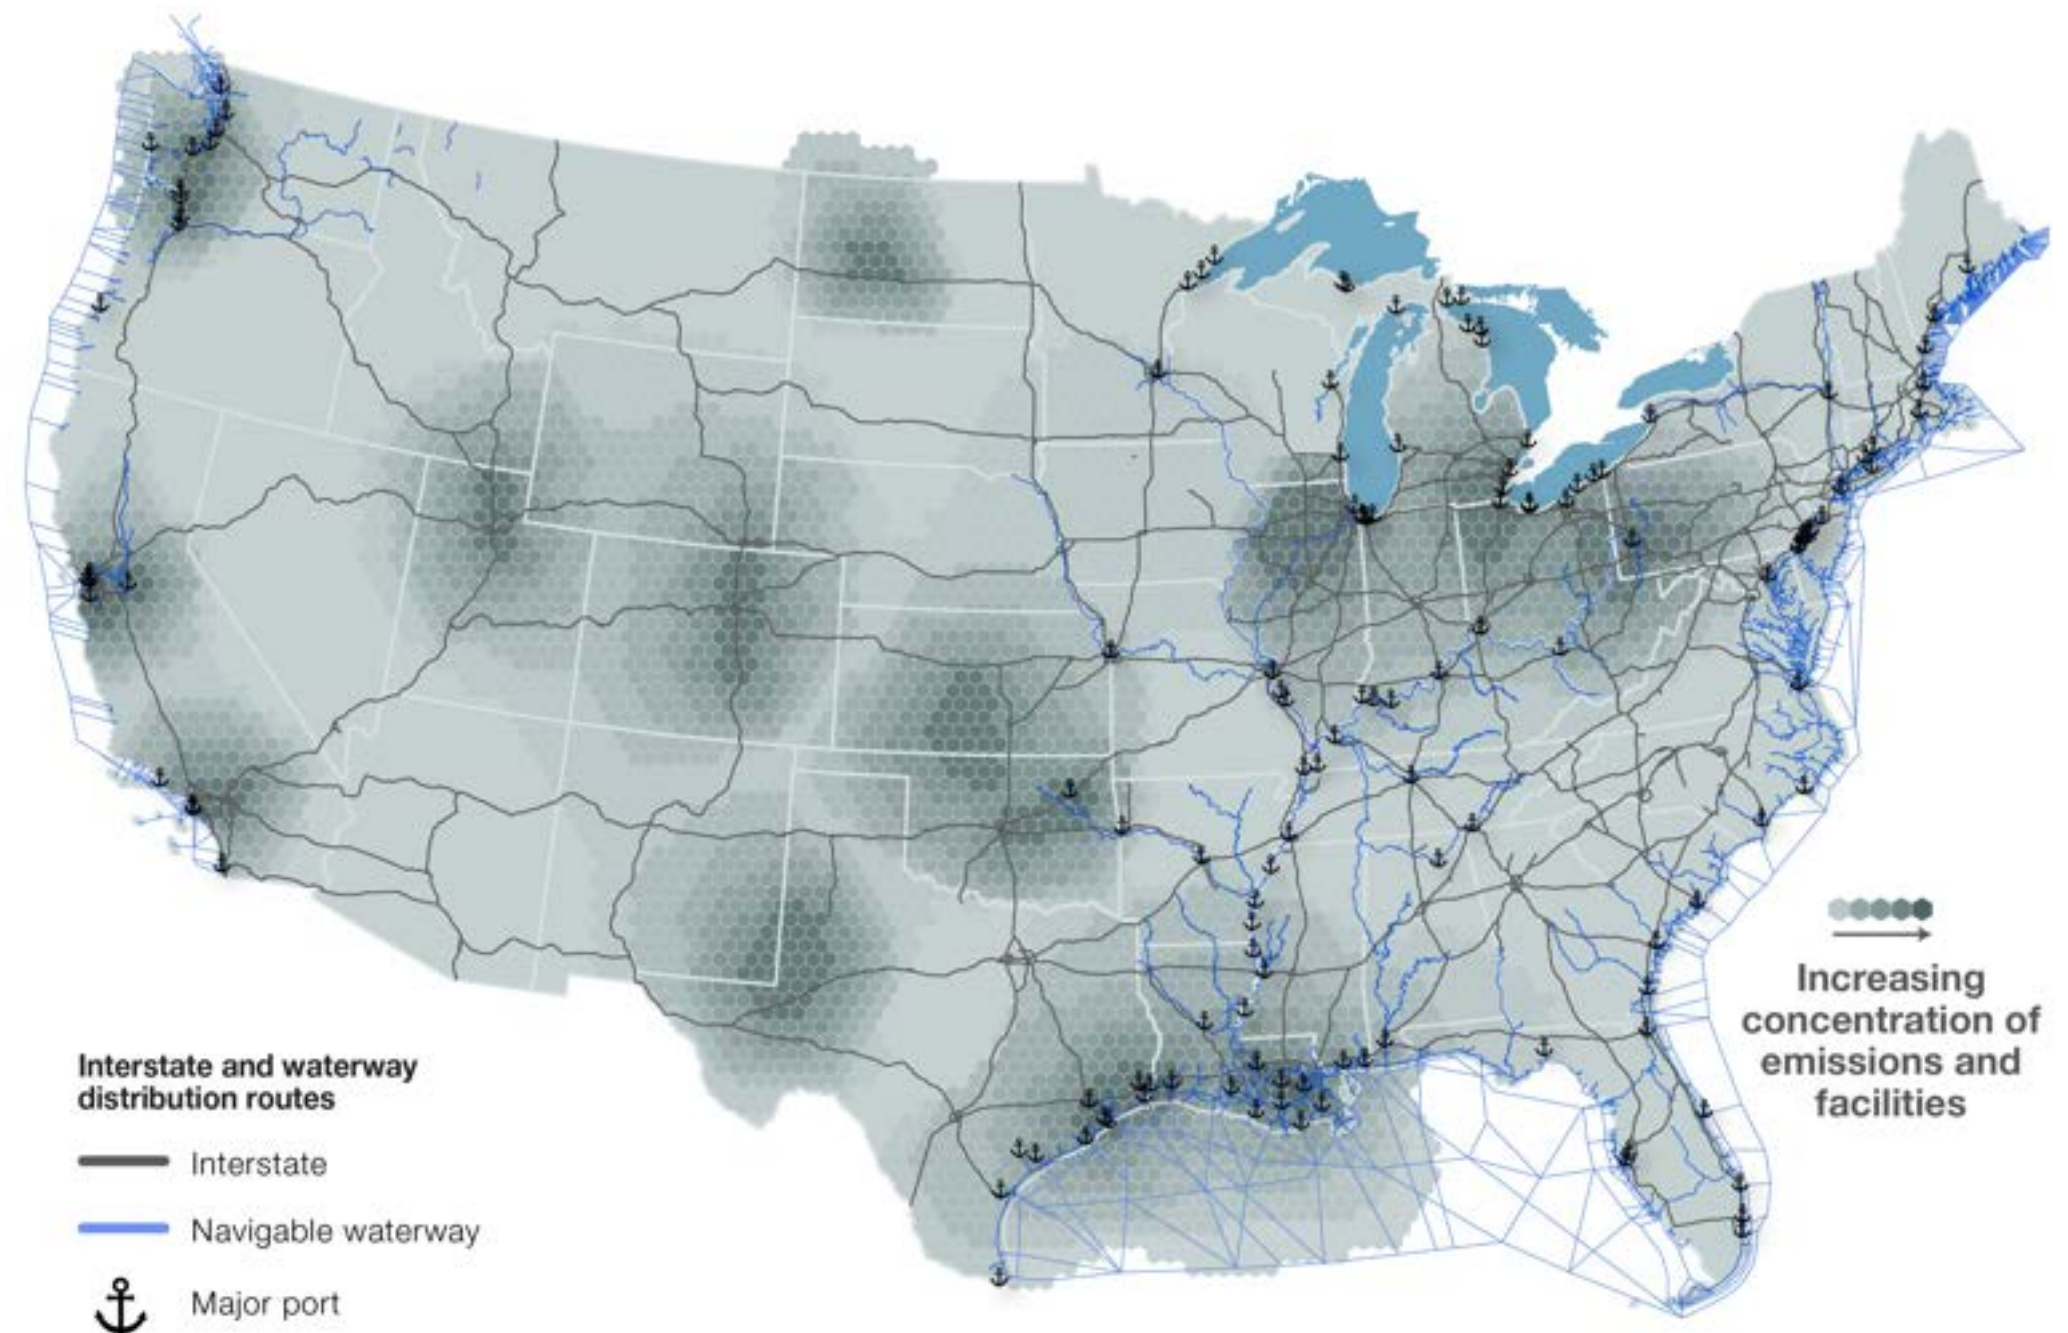 Increasing
concentration of
emissions and
facilities
Interstate and waterway
distribution routes
Interstate
Navigable waterway
Major port